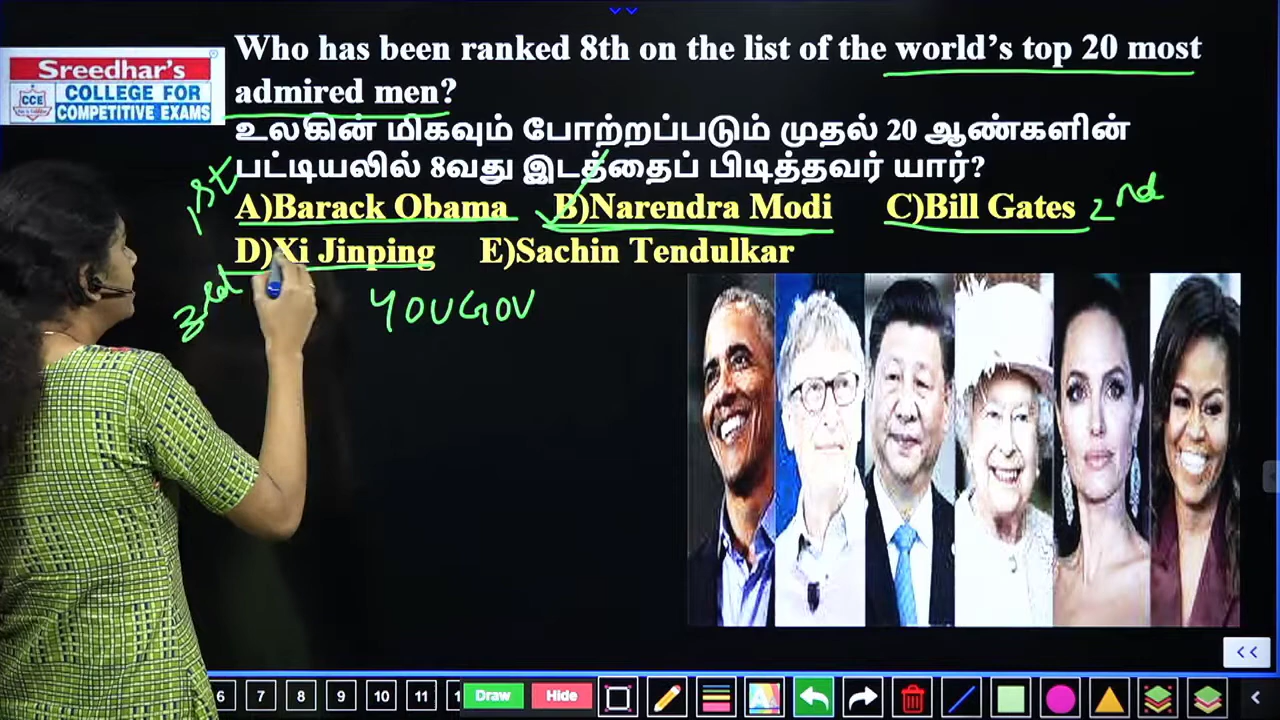 Who has been ranked 8th on the list of the world's top 20 most
admired men?
உலகின் மிகவும் போற்றப்படும் முதல் 20 ஆண்களின்
பட்டியலில் 8வது இடத்தைப் பிடித்தவர் யார்?
1st
A)Barack Obama B)Narendra Modi C)Bill Gates 2nd
D)Xi Jinping E)Sachin Tendulkar
3rd
YOUGOV
Sreedhar's
CCE
COLLEGE FOR
COMPETITIVE EXAMS
<<
6 7 8 9 10 11 1 Draw Hide